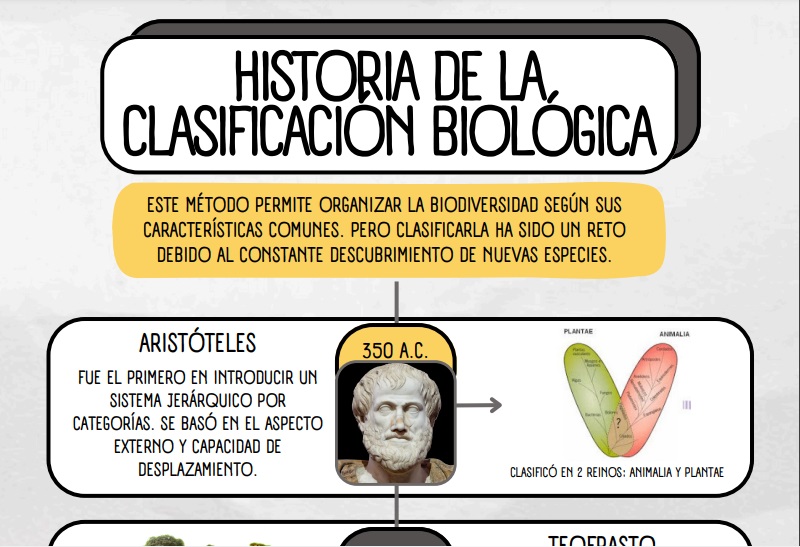 HISTORIA DE LA
CLASIFICACIÓN BIOLÓGICA
ESTE MÉTODO PERMITE ORGANIZAR LA BIODIVERSIDAD SEGÚN SUS
CARACTERÍSTICAS COMUNES. PERO CLASIFICARLA HA SIDO UN RETO
DEBIDO AL CONSTANTE DESCUBRIMIENTO DE NUEVAS ESPECIES.
ARISTÓTELES
FUE EL PRIMERO EN INTRODUCIR UN
SISTEMA JERÁRQUICO POR
CATEGORÍAS. SE BASÓ EN EL ASPECTO
EXTERNO Y CAPACIDAD DE
DESPLAZAMIENTO.
350 A.C.
PLANTAE
ANIMALIA
?
CLASIFICÓ EN 2 REINOS: ANIMALIA Y PLANTAE
TEOFRASTO